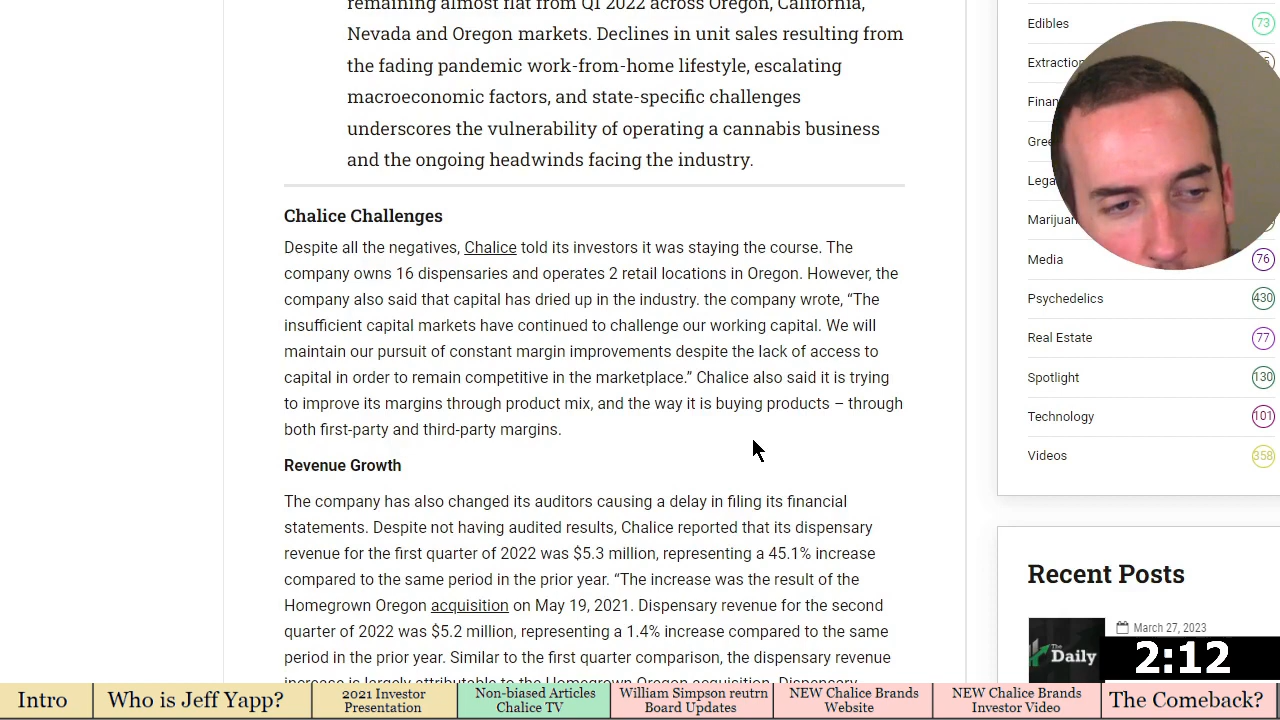 remaining almost flat from Q1 2022 across Oregon, California,
Nevada and Oregon markets. Declines in unit sales resulting from
the fading pandemic work-from-home lifestyle, escalating
macroeconomic factors, and state-specific challenges
underscores the vulnerability of operating a cannabis business
and the ongoing headwinds facing the industry.
Chalice Challenges
Despite all the negatives, Chalice told its investors it was staying the course. The
company owns 16 dispensaries and operates 2 retail locations in Oregon. However, the
company also said that capital has dried up in the industry. the company wrote, “The
insufficient capital markets have continued to challenge our working capital. We will
maintain our pursuit of constant margin improvements despite the lack of access to
capital in order to remain competitive in the marketplace.” Chalice also said it is trying
to improve its margins through product mix, and the way it is buying products – through
both first-party and third-party margins.
Revenue Growth
The company has also changed its auditors causing a delay in filing its financial
statements. Despite not having audited results, Chalice reported that its dispensary
revenue for the first quarter of 2022 was $5.3 million, representing a 45.1% increase
compared to the same period in the prior year. “The increase was the result of the
Homegrown Oregon acquisition on May 19, 2021. Dispensary revenue for the second
quarter of 2022 was $5.2 million, representing a 1.4% increase compared to the same
period in the prior year. Similar to the first quarter comparison, the dispensary revenue
increase is largely attributable to the Homegrown Oregon acquisition. Dispensary
Edibles 73
Extraction
Media 76
Psychedelics 430
Real Estate 77
Spotlight 130
Technology 101
Videos 358
Recent Posts
March 27, 2023
The Daily
2:12
Intro
Who is Jeff Yapp?
2021 Investor
Presentation
Non-biased Articles
Chalice TV
William Simpson reutrn
Board Updates
NEW Chalice Brands
Website
NEW Chalice Brands
Investor Video
The Comeback?